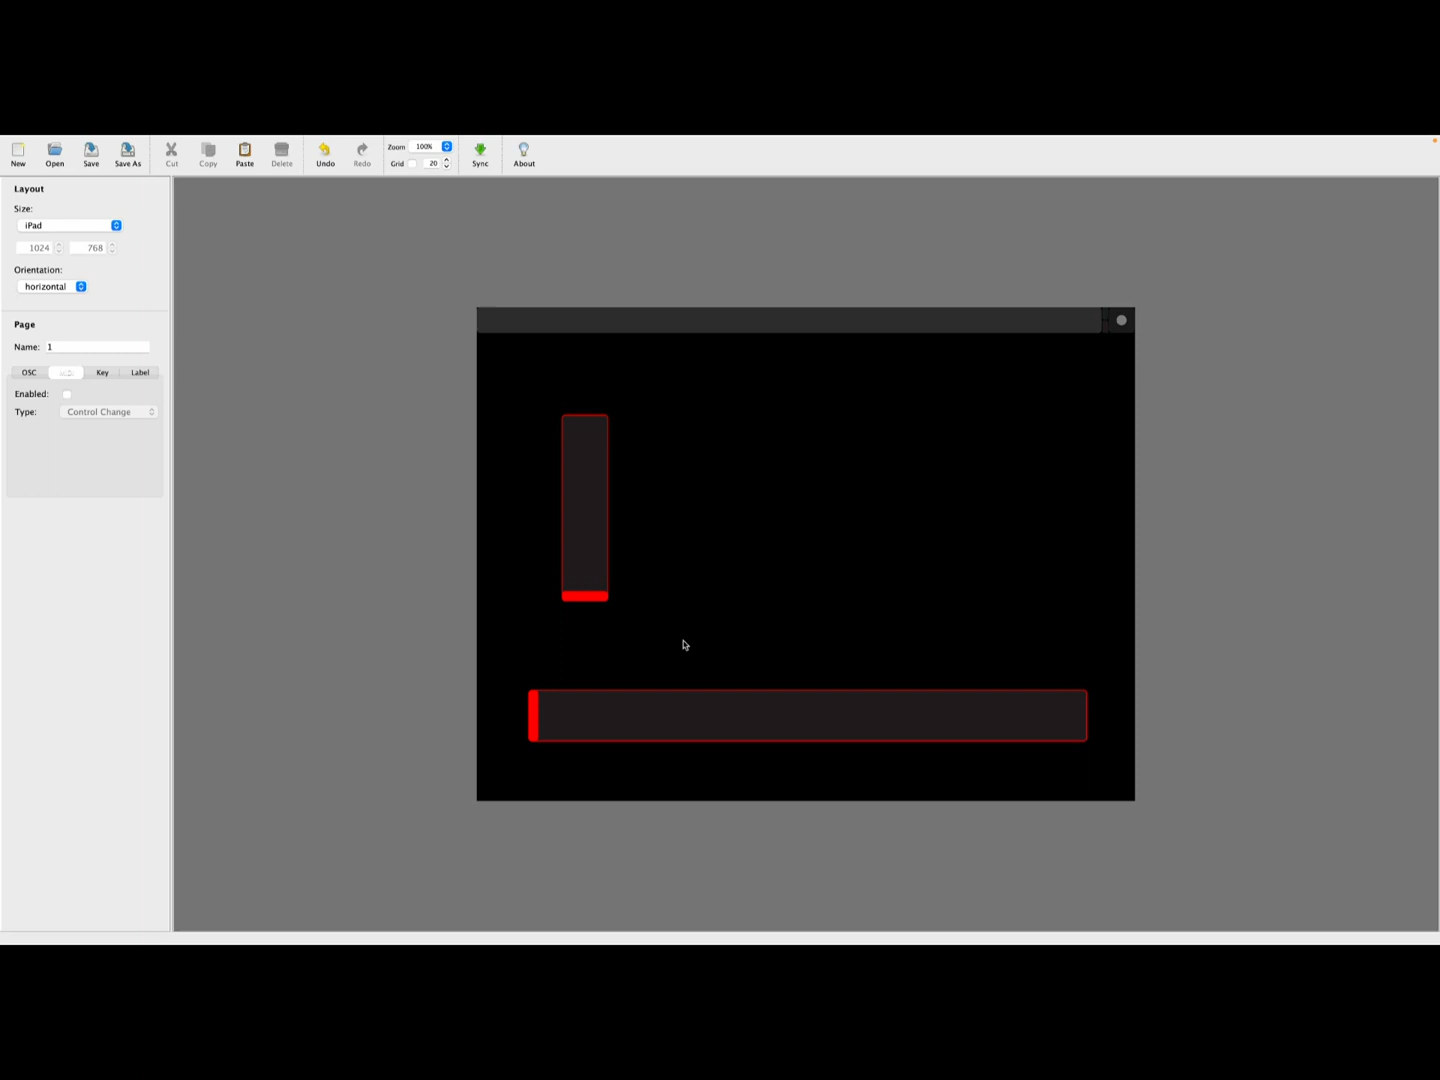 New Open Save Save As Cut Copy Paste Delete Undo Redo Zoom 100% Sync About
Grid 20
Layout
Size:
iPad
1024 768
Orientation:
horizontal
Page
Name: 1
OSC Key Label
Enabled:
Type: Control Change